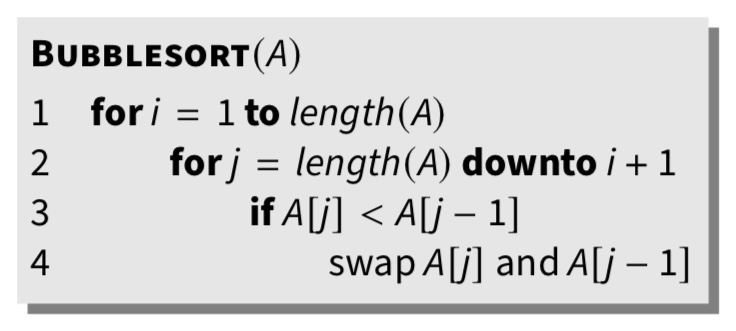 BUBBLESORT(A)
1 for i = 1 to length(A)
2 for j = length(A) downto i + 1
3 if A[j] < A[j − 1]
4 swap A[j] and A[j − 1]